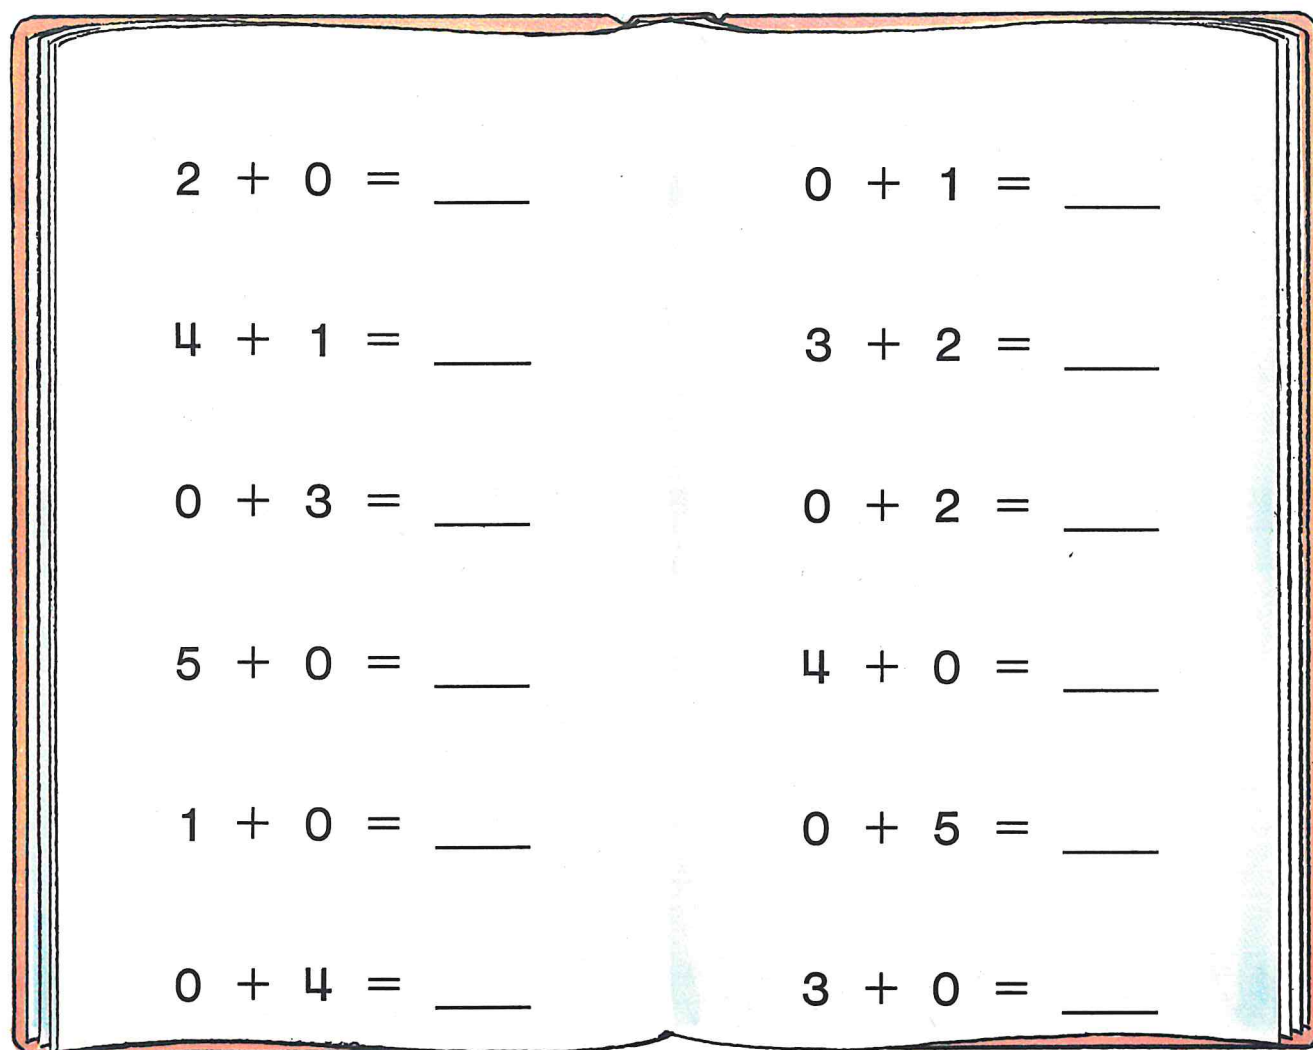 2 + 0 = ___
4 + 1 = ___
0 + 3 = ___
5 + 0 = ___
1 + 0 = ___
0 + 4 = ___
0 + 1 = ___
3 + 2 = ___
0 + 2 = ___
4 + 0 = ___
0 + 5 = ___
3 + 0 = ___